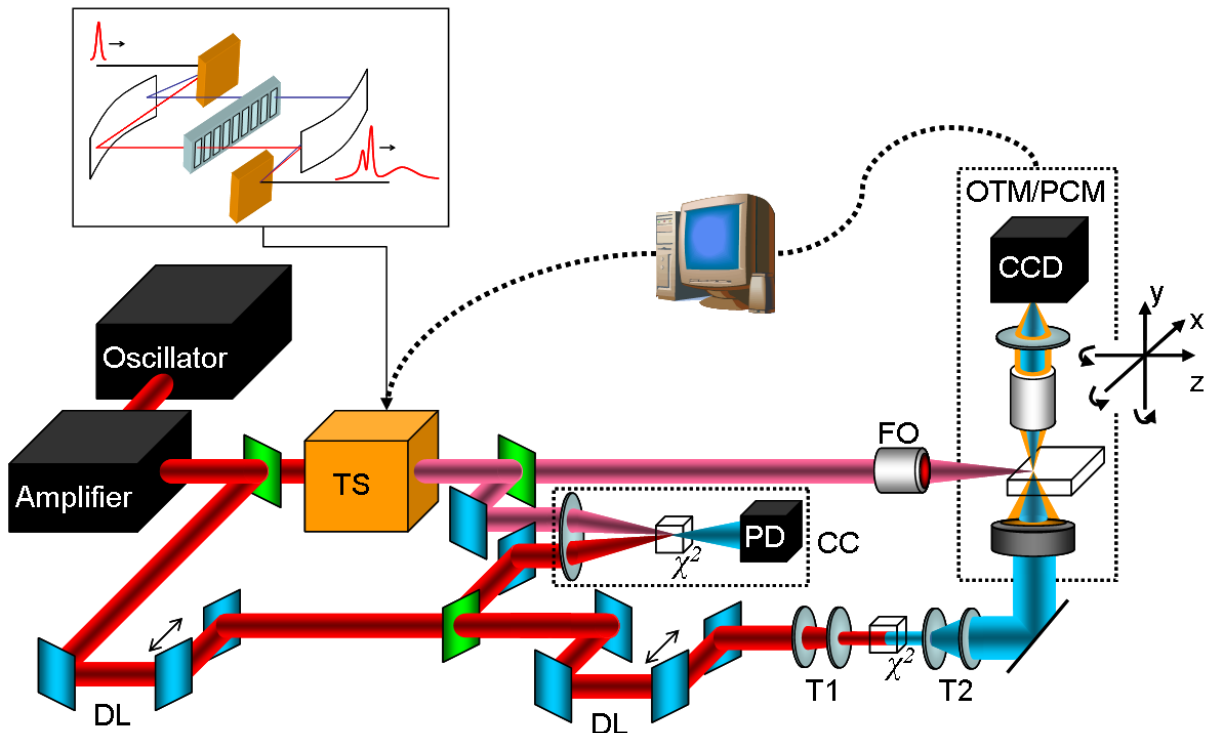 OTM/PCM
CCD
y
x
z
Oscillator
Amplifier
TS
FO
PD
CC
χ²
DL
DL
T1
χ²
T2